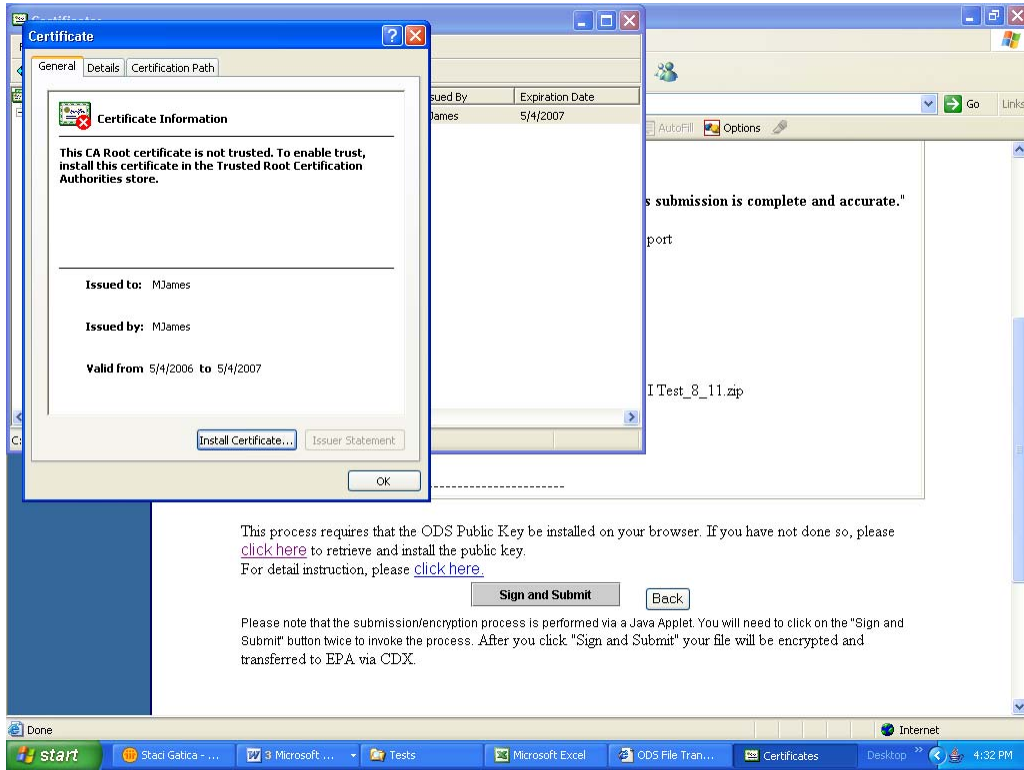 Certificate
General Details Certification Path
Certificate Information
This CA Root certificate is not trusted. To enable trust,
install this certificate in the Trusted Root Certification
Authorities store.
Issued to: MJames
Issued by: MJames
Valid from 5/4/2006 to 5/4/2007
Install Certificate... Issuer Statement
OK
sued By Expiration Date
James 5/4/2007
C:
Go Links
AutoFill Options
s submission is complete and accurate."
port
I Test_8_11.zip
-----------------------
This process requires that the ODS Public Key be installed on your browser. If you have not done so, please
click here to retrieve and install the public key.
For detail instruction, please click here.
Sign and Submit Back
Please note that the submission/encryption process is performed via a Java Applet. You will need to click on the "Sign and
Submit" button twice to invoke the process. After you click "Sign and Submit" your file will be encrypted and
transferred to EPA via CDX.
Done Internet
start Staci Gatica - ... 3 Microsoft ... Tests Microsoft Excel ODS File Tran... Certificates Desktop 4:32 PM